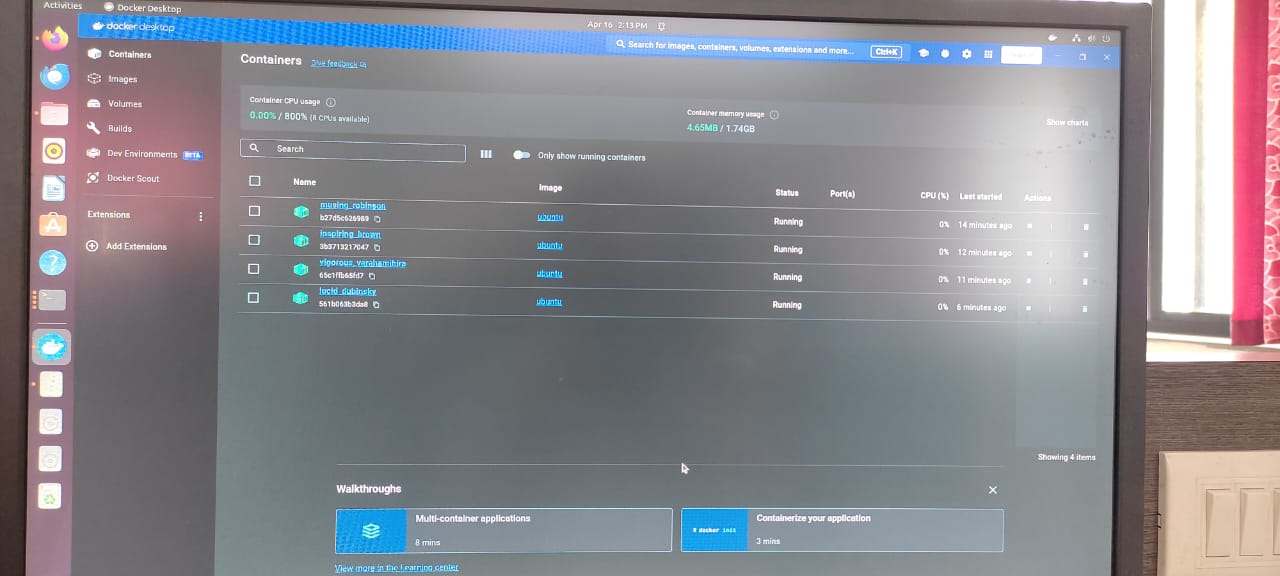 Activities
Docker Desktop
Apr 16 2:13 PM
docker desktop
Search for images, containers, volumes, extensions and more...
Ctrl+K
Containers
Images
Volumes
Builds
Dev Environments BETA
Docker Scout
Extensions
Add Extensions
Containers Give feedback
Container CPU usage
0.00% / 800% (8 CPUs available)
Container memory usage
4.65MB / 1.74GB
Show charts
Search
Only show running containers
Name Image Status Port(s) CPU (%) Last started Actions
musing_robinson
b27d5c626989
ubuntu Running 0% 14 minutes ago
inspiring_brown
3b3713217047
ubuntu Running 0% 12 minutes ago
vigorous_varahamihira
65c1ffb65fd7
ubuntu Running 0% 11 minutes ago
lucid_dubinsky
561b063b3da8
ubuntu Running 0% 6 minutes ago
Showing 4 items
Walkthroughs
Multi-container applications
8 mins
$ docker init
Containerize your application
3 mins
View more in the Learning center